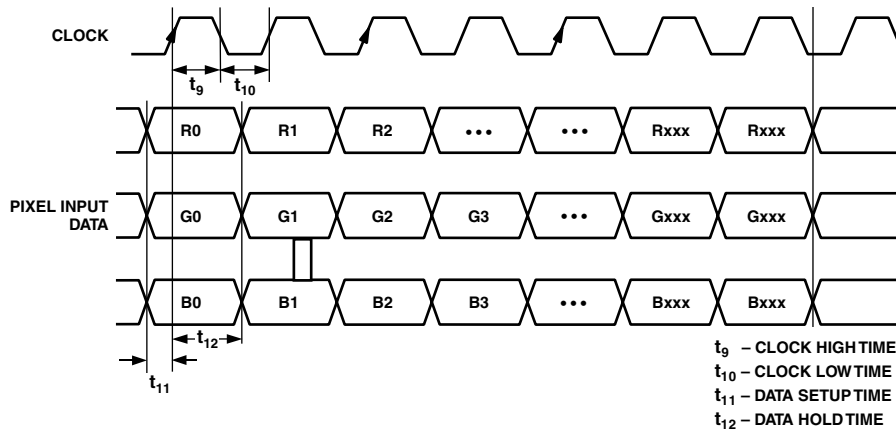 CLOCK
t9 t10
R0 R1 R2 ••• ••• Rxxx Rxxx
PIXEL INPUT
DATA
G0 G1 G2 G3 ••• Gxxx Gxxx
B0 B1 B2 B3 ••• Bxxx Bxxx
t12
t11
t9 – CLOCK HIGH TIME
t10 – CLOCK LOW TIME
t11 – DATA SETUP TIME
t12 – DATA HOLD TIME